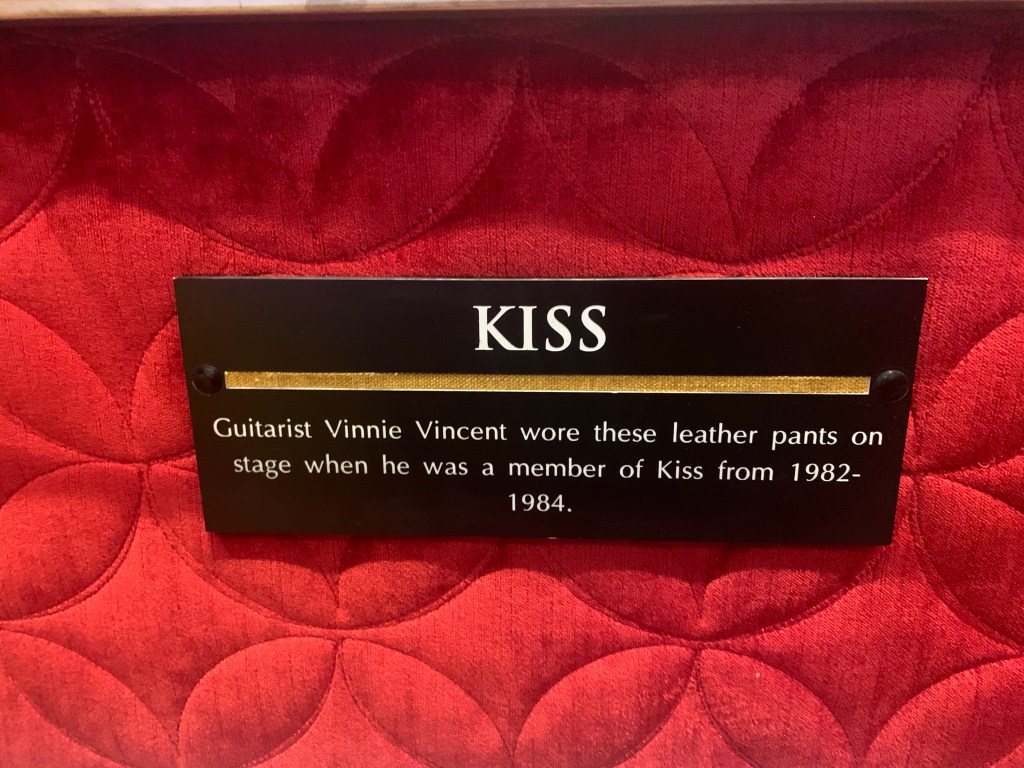 KISS
Guitarist Vinnie Vincent wore these leather pants on
stage when he was a member of Kiss from 1982-
1984.